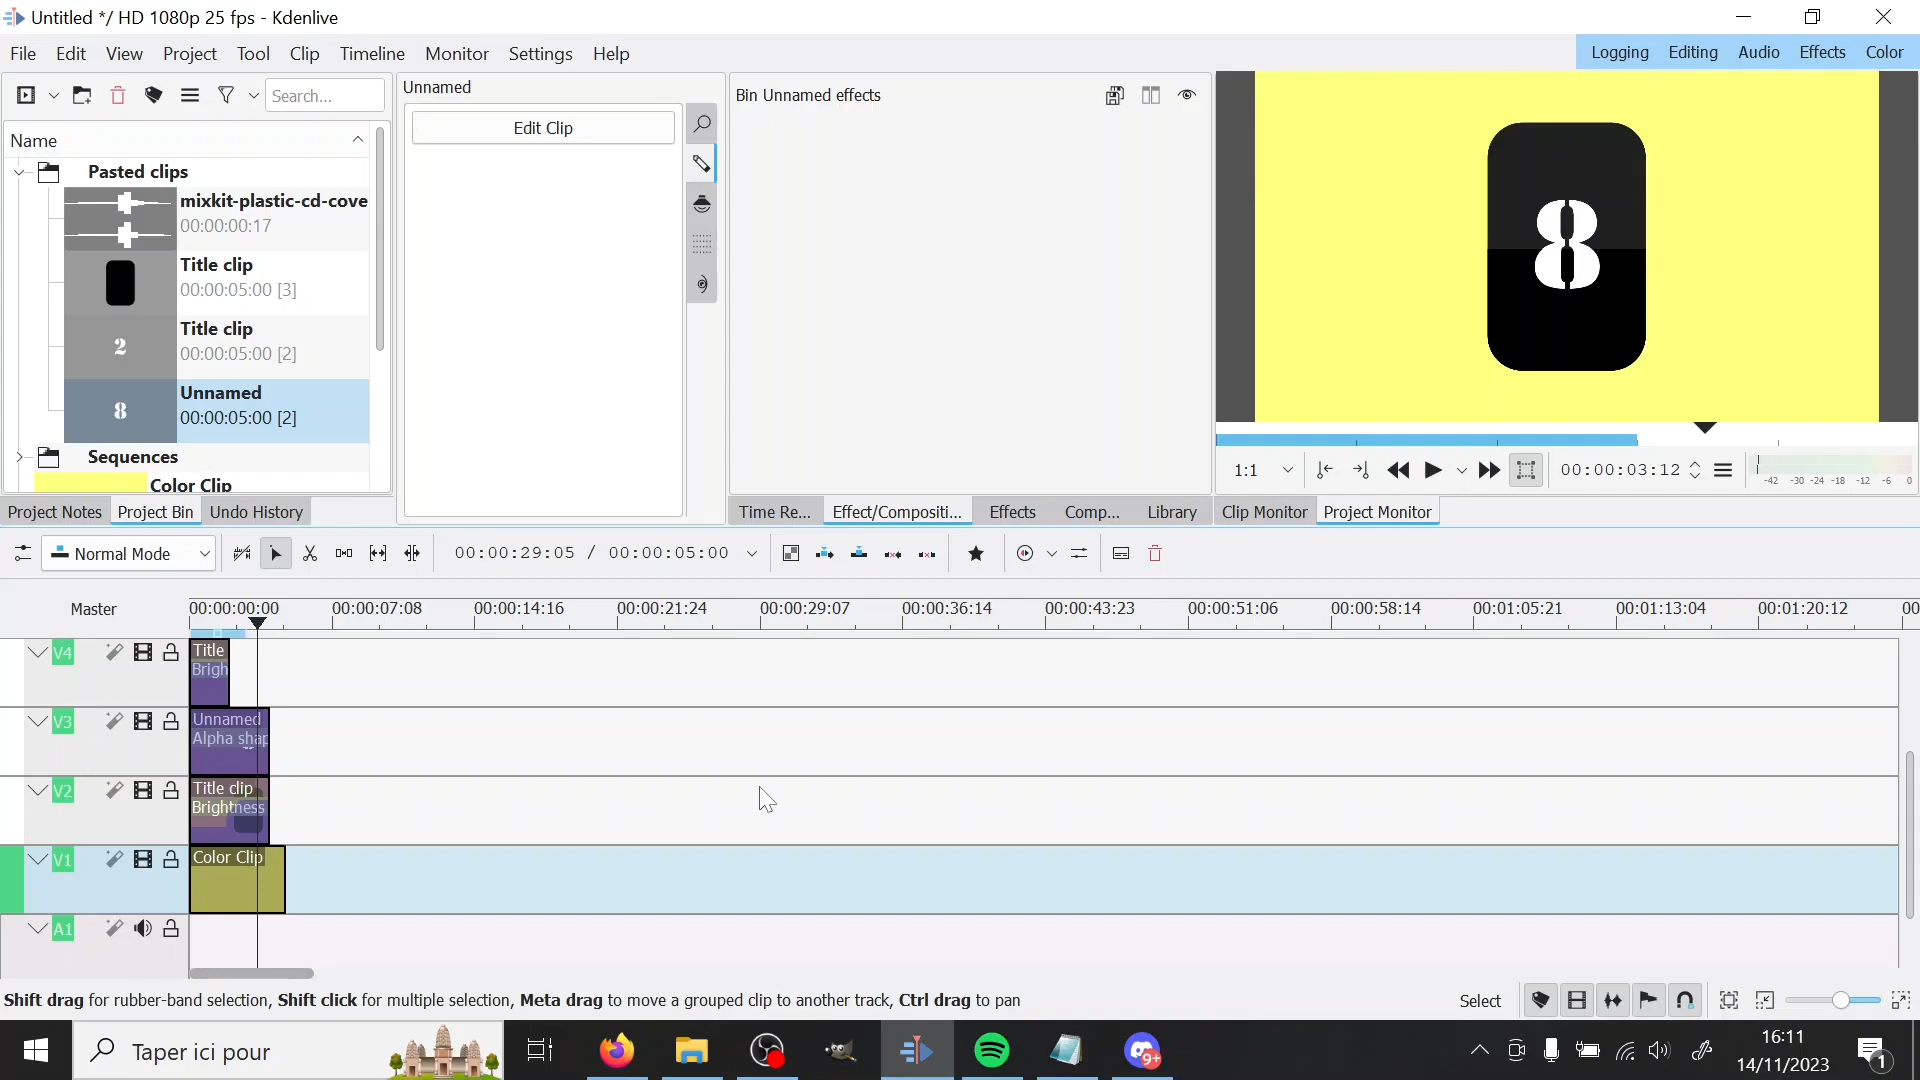 Untitled */ HD 1080p 25 fps - Kdenlive
File Edit View Project Tool Clip Timeline Monitor Settings Help
Logging Editing Audio Effects Color
Search...
Name
Pasted clips
mixkit-plastic-cd-cove
00:00:00:17
Title clip
00:00:05:00 [3]
2
Title clip
00:00:05:00 [2]
8
Unnamed
00:00:05:00 [2]
Sequences
Color Clip
Project Notes Project Bin Undo History
Unnamed
Edit Clip
Bin Unnamed effects
Time Re... Effect/Compositi... Effects Comp... Library
8
1:1 00:00:03:12
-42 -30 -24 -18 -12 -6 0
Clip Monitor Project Monitor
Normal Mode 00:00:29:05 / 00:00:05:00
Master 00:00:00:00 00:00:07:08 00:00:14:16 00:00:21:24 00:00:29:07 00:00:36:14 00:00:43:23 00:00:51:06 00:00:58:14 00:01:05:21 00:01:13:04 00:01:20:12 00
V4 Title
Brigh
V3 Unnamed
Alpha shap
V2 Title clip
Brightness
V1 Color Clip
A1
Shift drag for rubber-band selection, Shift click for multiple selection, Meta drag to move a grouped clip to another track, Ctrl drag to pan
Select
Taper ici pour
9+
16:11
14/11/2023
1